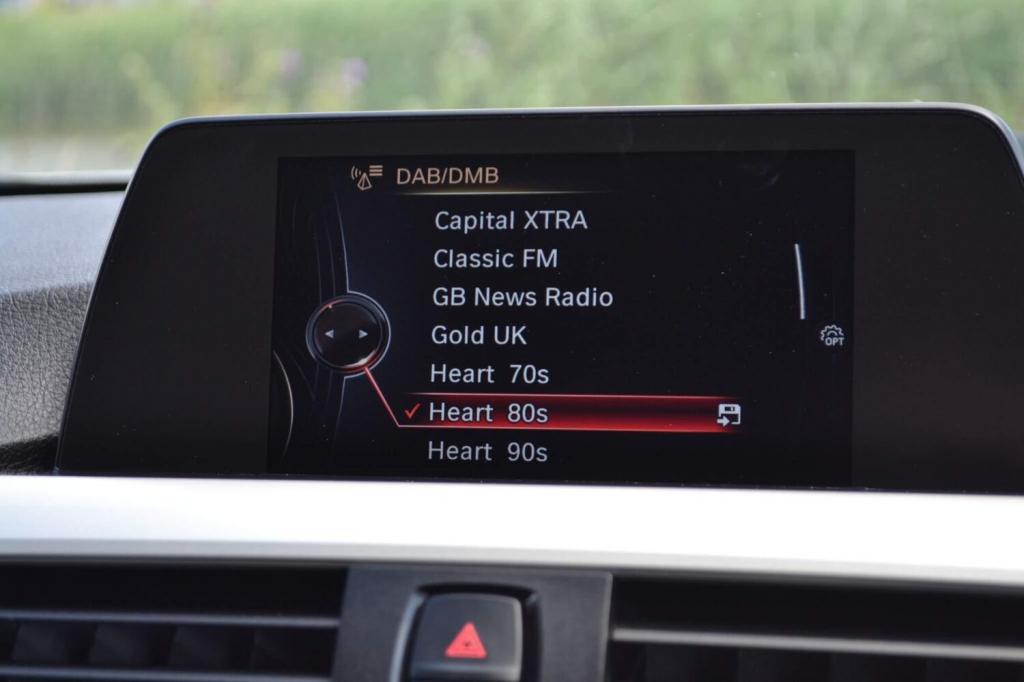 DAB/DMB
Capital XTRA
Classic FM
GB News Radio
Gold UK
OPT
Heart 70s
Heart 80s
Heart 90s